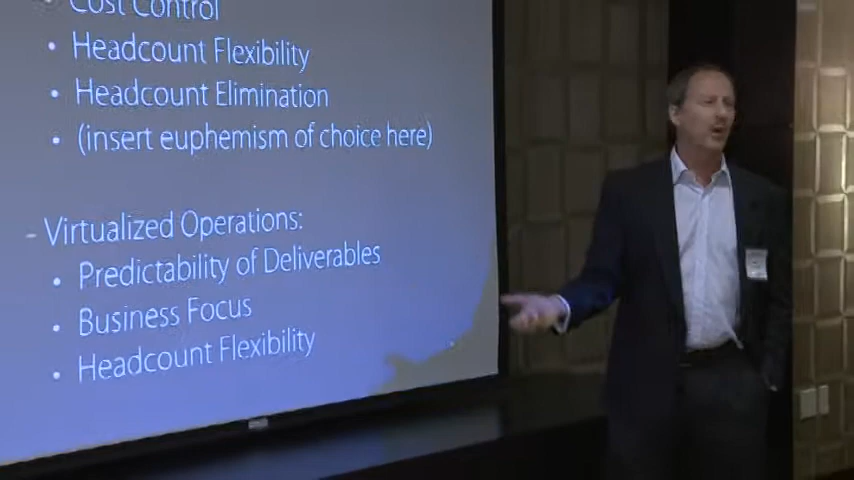 Cost Control
• Headcount Flexibility
• Headcount Elimination
• (insert euphemism of choice here)
– Virtualized Operations:
• Predictability of Deliverables
• Business Focus
• Headcount Flexibility